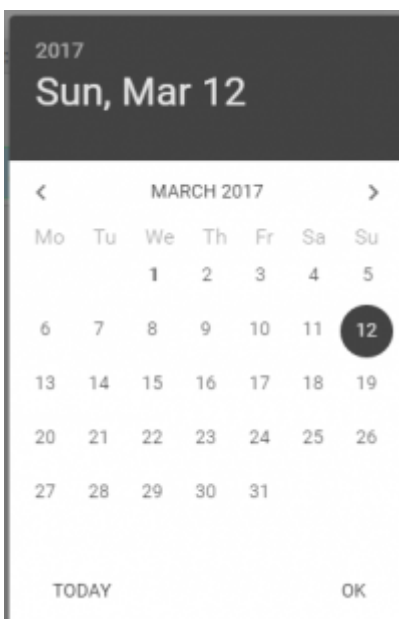 2017
Sun, Mar 12
< MARCH 2017 >
Mo Tu We Th Fr Sa Su
1 2 3 4 5
6 7 8 9 10 11 12
13 14 15 16 17 18 19
20 21 22 23 24 25 26
27 28 29 30 31
TODAY OK